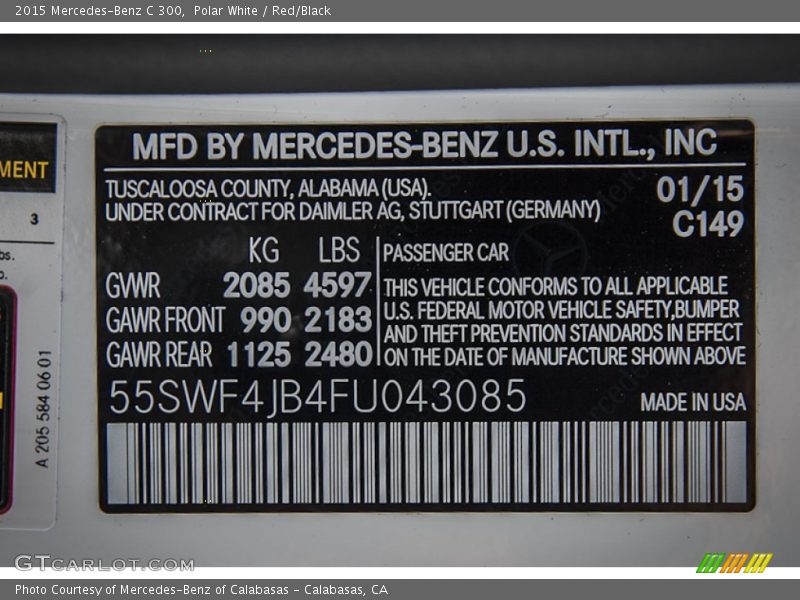 2015 Mercedes-Benz C 300, Polar White / Red/Black
MENT
3
bs.
A 205 584 06 01
MFD BY MERCEDES-BENZ U.S. INTL., INC
TUSCALOOSA COUNTY, ALABAMA (USA).
UNDER CONTRACT FOR DAIMLER AG, STUTTGART (GERMANY)
01/15
C149
KG LBS
GWR 2085 4597
GAWR FRONT 990 2183
GAWR REAR 1125 2480
PASSENGER CAR
THIS VEHICLE CONFORMS TO ALL APPLICABLE
U.S. FEDERAL MOTOR VEHICLE SAFETY,BUMPER
AND THEFT PREVENTION STANDARDS IN EFFECT
ON THE DATE OF MANUFACTURE SHOWN ABOVE
55SWF4JB4FU043085
MADE IN USA
GTCARLOT.COM
Photo Courtesy of Mercedes-Benz of Calabasas - Calabasas, CA